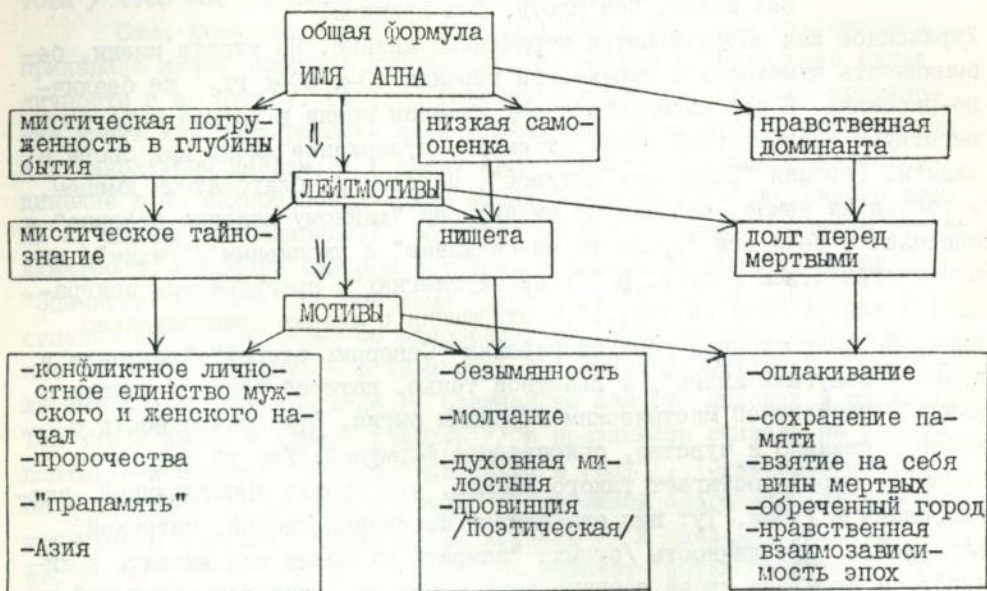 общая формула
ИМЯ АННА
мистическая погру-
женность в глубины
бытия
низкая само-
оценка
нравственная
доминанта
ЛЕЙТМОТИВЫ
мистическое тайно-
знание
нищета
долг перед
мертвыми
МОТИВЫ
-конфликтное лично-
стное единство муж-
ского и женского на-
чал
-пророчества
-"прапамять"
-Азия
-безымянность
-молчание
-духовная ми-
лостыня
-провинция
/поэтическая/
-оплакивание
-сохранение па-
мяти
-взятие на себя
вины мертвых
-обреченный город
-нравственная
взаимозависи-
мость эпох